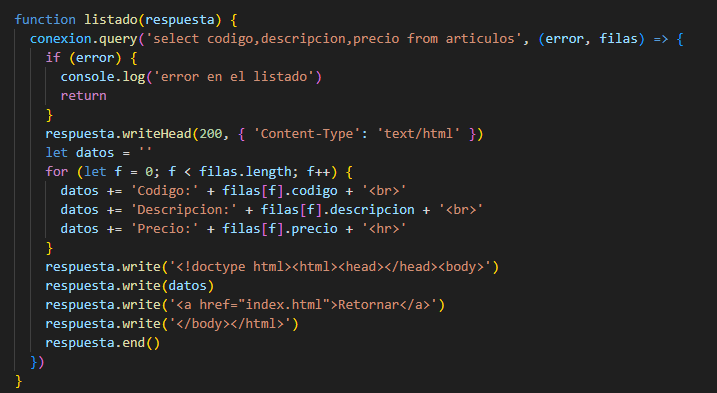 function listado(respuesta) {
  conexion.query('select codigo,descripcion,precio from articulos', (error, filas) => {
    if (error) {
      console.log('error en el listado')
      return
    }
    respuesta.writeHead(200, { 'Content-Type': 'text/html' })
    let datos = ''
    for (let f = 0; f < filas.length; f++) {
      datos += 'Codigo:' + filas[f].codigo + '<br>'
      datos += 'Descripcion:' + filas[f].descripcion + '<br>'
      datos += 'Precio:' + filas[f].precio + '<hr>'
    }
    respuesta.write('<!doctype html><html><head></head><body>')
    respuesta.write(datos)
    respuesta.write('<a href="index.html">Retornar</a>')
    respuesta.write('</body></html>')
    respuesta.end()
  })
}